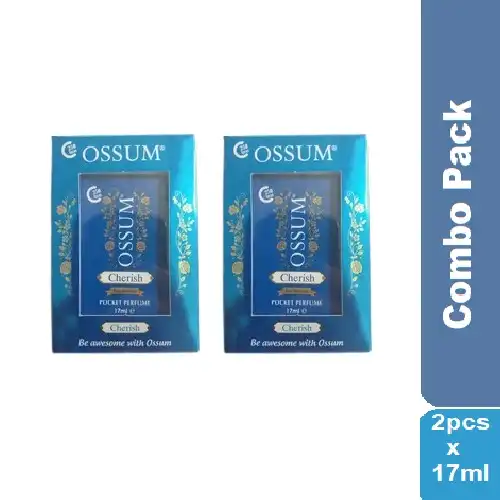 OSSUM®
OSSUM
Cherish
POCKET PERFUME
17ml ℮
Cherish
Be awesome with Ossum
OSSUM®
OSSUM
Cherish
POCKET PERFUME
17ml ℮
Cherish
Be awesome with Ossum
Combo Pack
2pcs
x
17ml